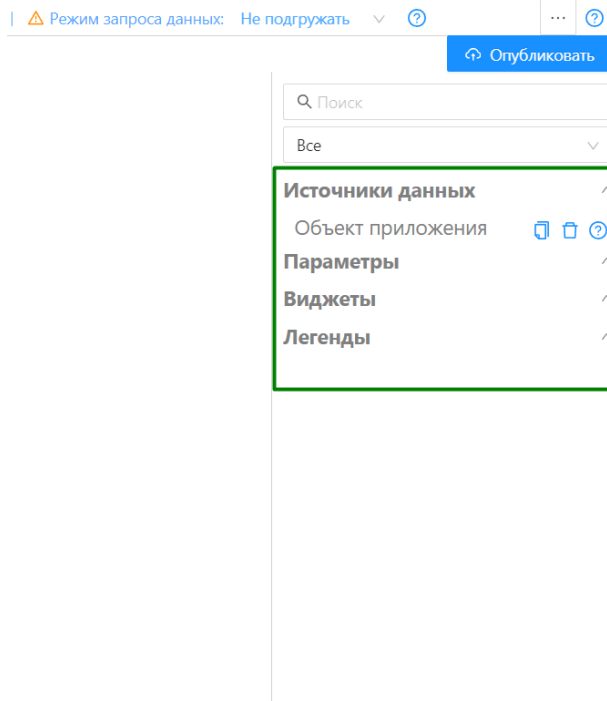 | Режим запроса данных: Не подгружать
Опубликовать
Поиск
Все
Источники данных
Объект приложения
Параметры
Виджеты
Легенды